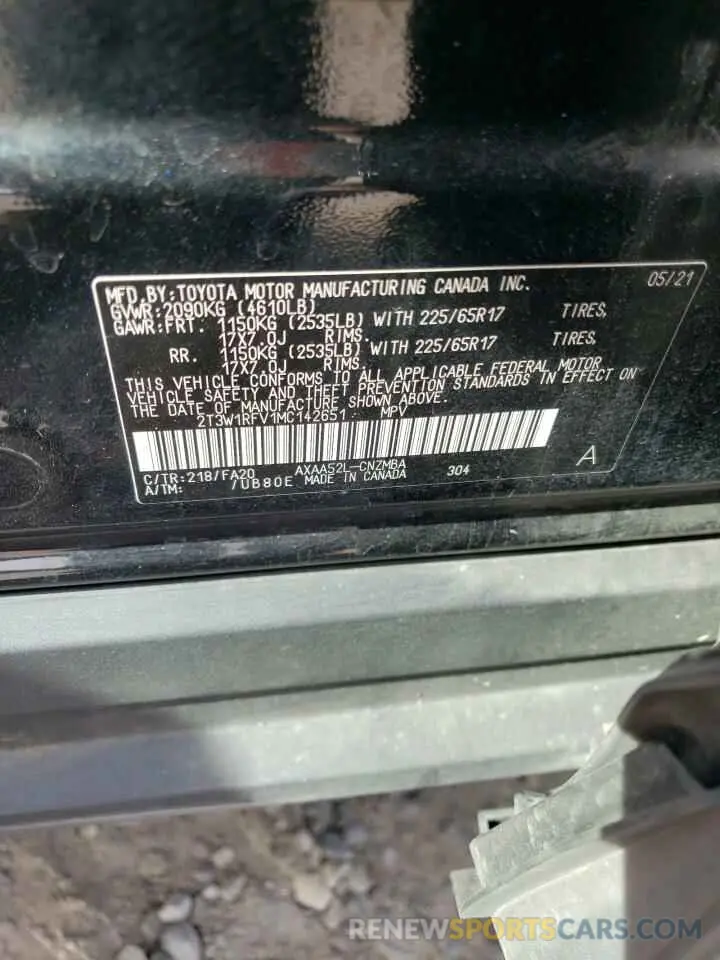 MFD.BY:TOYOTA MOTOR MANUFACTURING CANADA INC. 05/21
GVWR:2090KG (4610LB)
GAWR:FRT. 1150KG (2535LB) WITH 225/65R17 TIRES,
17X7.0J RIMS.
RR. 1150KG (2535LB) WITH 225/65R17 TIRES,
17X7.0J RIMS.
THIS VEHICLE CONFORMS TO ALL APPLICABLE FEDERAL MOTOR
VEHICLE SAFETY AND THEFT PREVENTION STANDARDS IN EFFECT ON
THE DATE OF MANUFACTURE SHOWN ABOVE.
2T3W1RFV1MC142651 MPV
C/TR:218/FA20 AXAA52L-CNZMBA 304 A
A/TM: /UB80E MADE IN CANADA
RENEWSPORTSCARS.COM